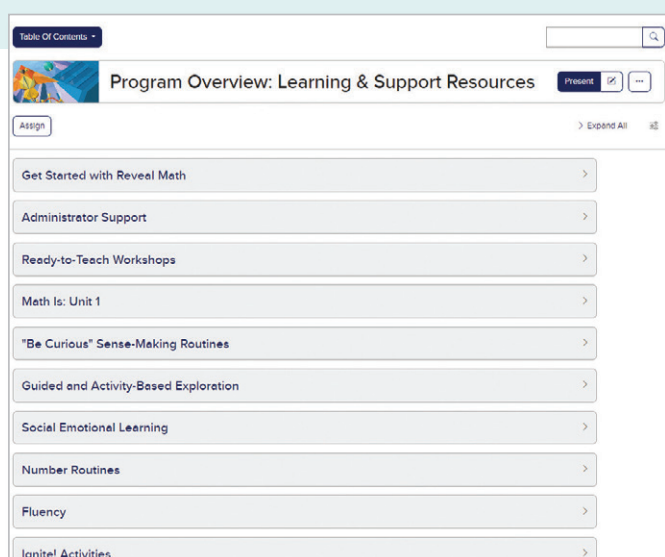 Table Of Contents
Program Overview: Learning & Support Resources
Present
...
Assign
> Expand All
Get Started with Reveal Math
Administrator Support
Ready-to-Teach Workshops
Math Is: Unit 1
"Be Curious" Sense-Making Routines
Guided and Activity-Based Exploration
Social Emotional Learning
Number Routines
Fluency
Ignite! Activities